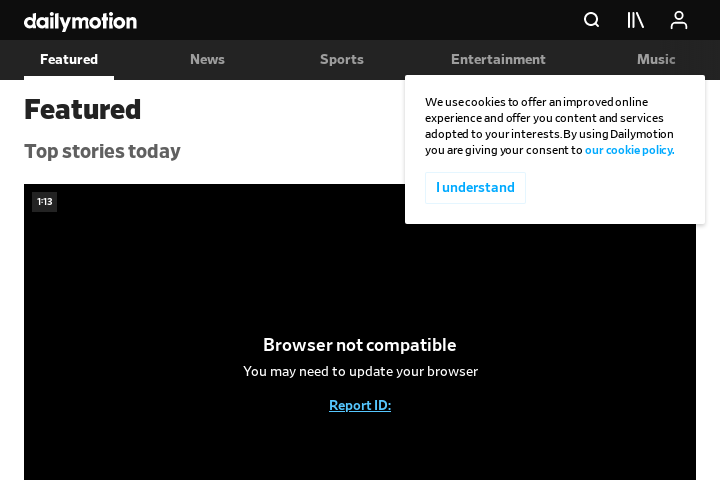 dailymotion
Featured News Sports Entertainment Music
We use cookies to offer an improved online
experience and offer you content and services
adopted to your interests. By using Dailymotion
you are giving your consent to our cookie policy.
I understand
Featured
Top stories today
1:13
Browser not compatible
You may need to update your browser
Report ID: